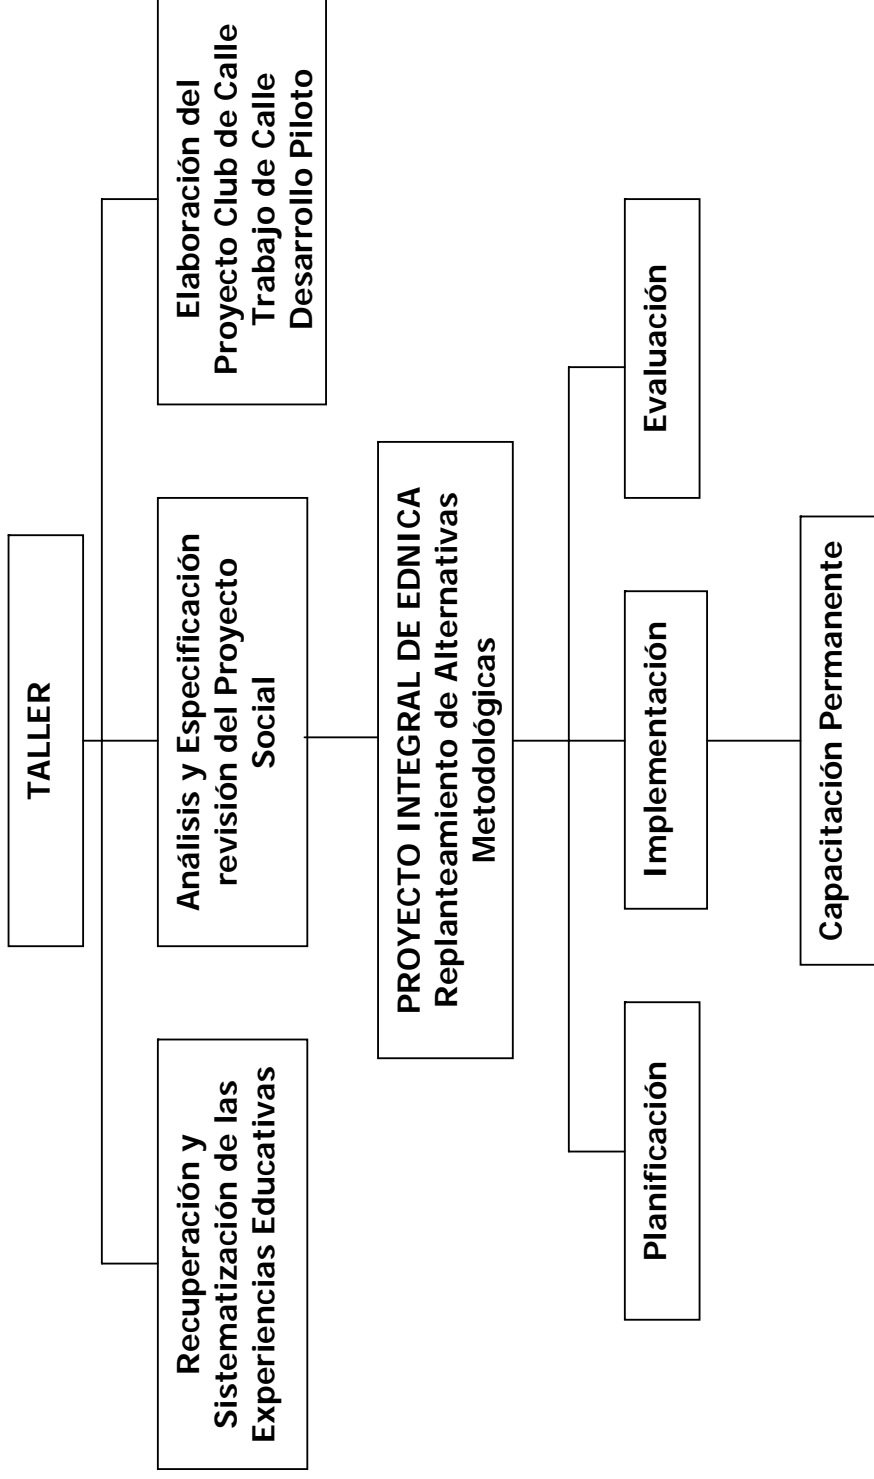 TALLER
Recuperación y
Sistematización de las
Experiencias Educativas
Análisis y Especificación
revisión del Proyecto
Social
Elaboración del
Proyecto Club de Calle
Trabajo de Calle
Desarrollo Piloto
PROYECTO INTEGRAL DE EDNICA
Replanteamiento de Alternativas
Metodológicas
Planificación
Implementación
Evaluación
Capacitación Permanente